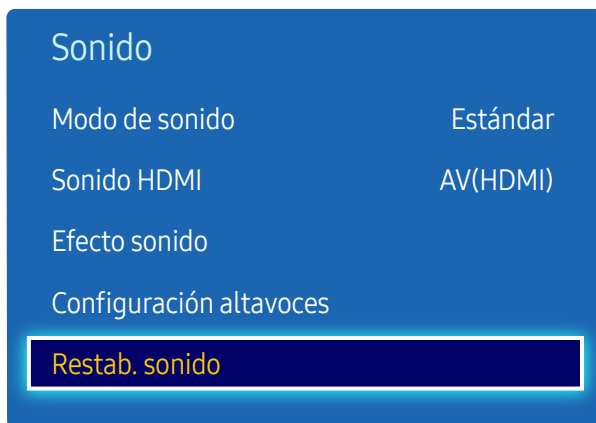 Sonido
Modo de sonido Estándar
Sonido HDMI AV(HDMI)
Efecto sonido
Configuración altavoces
Restab. sonido